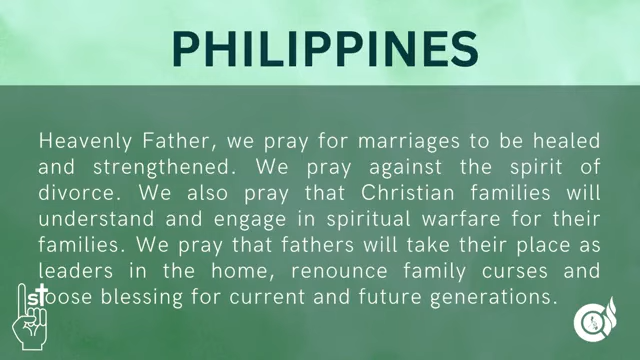 PHILIPPINES
Heavenly Father, we pray for marriages to be healed
and strengthened. We pray against the spirit of
divorce. We also pray that Christian families will
understand and engage in spiritual warfare for their
families. We pray that fathers will take their place as
leaders in the home, renounce family curses and
loose blessing for current and future generations.
st